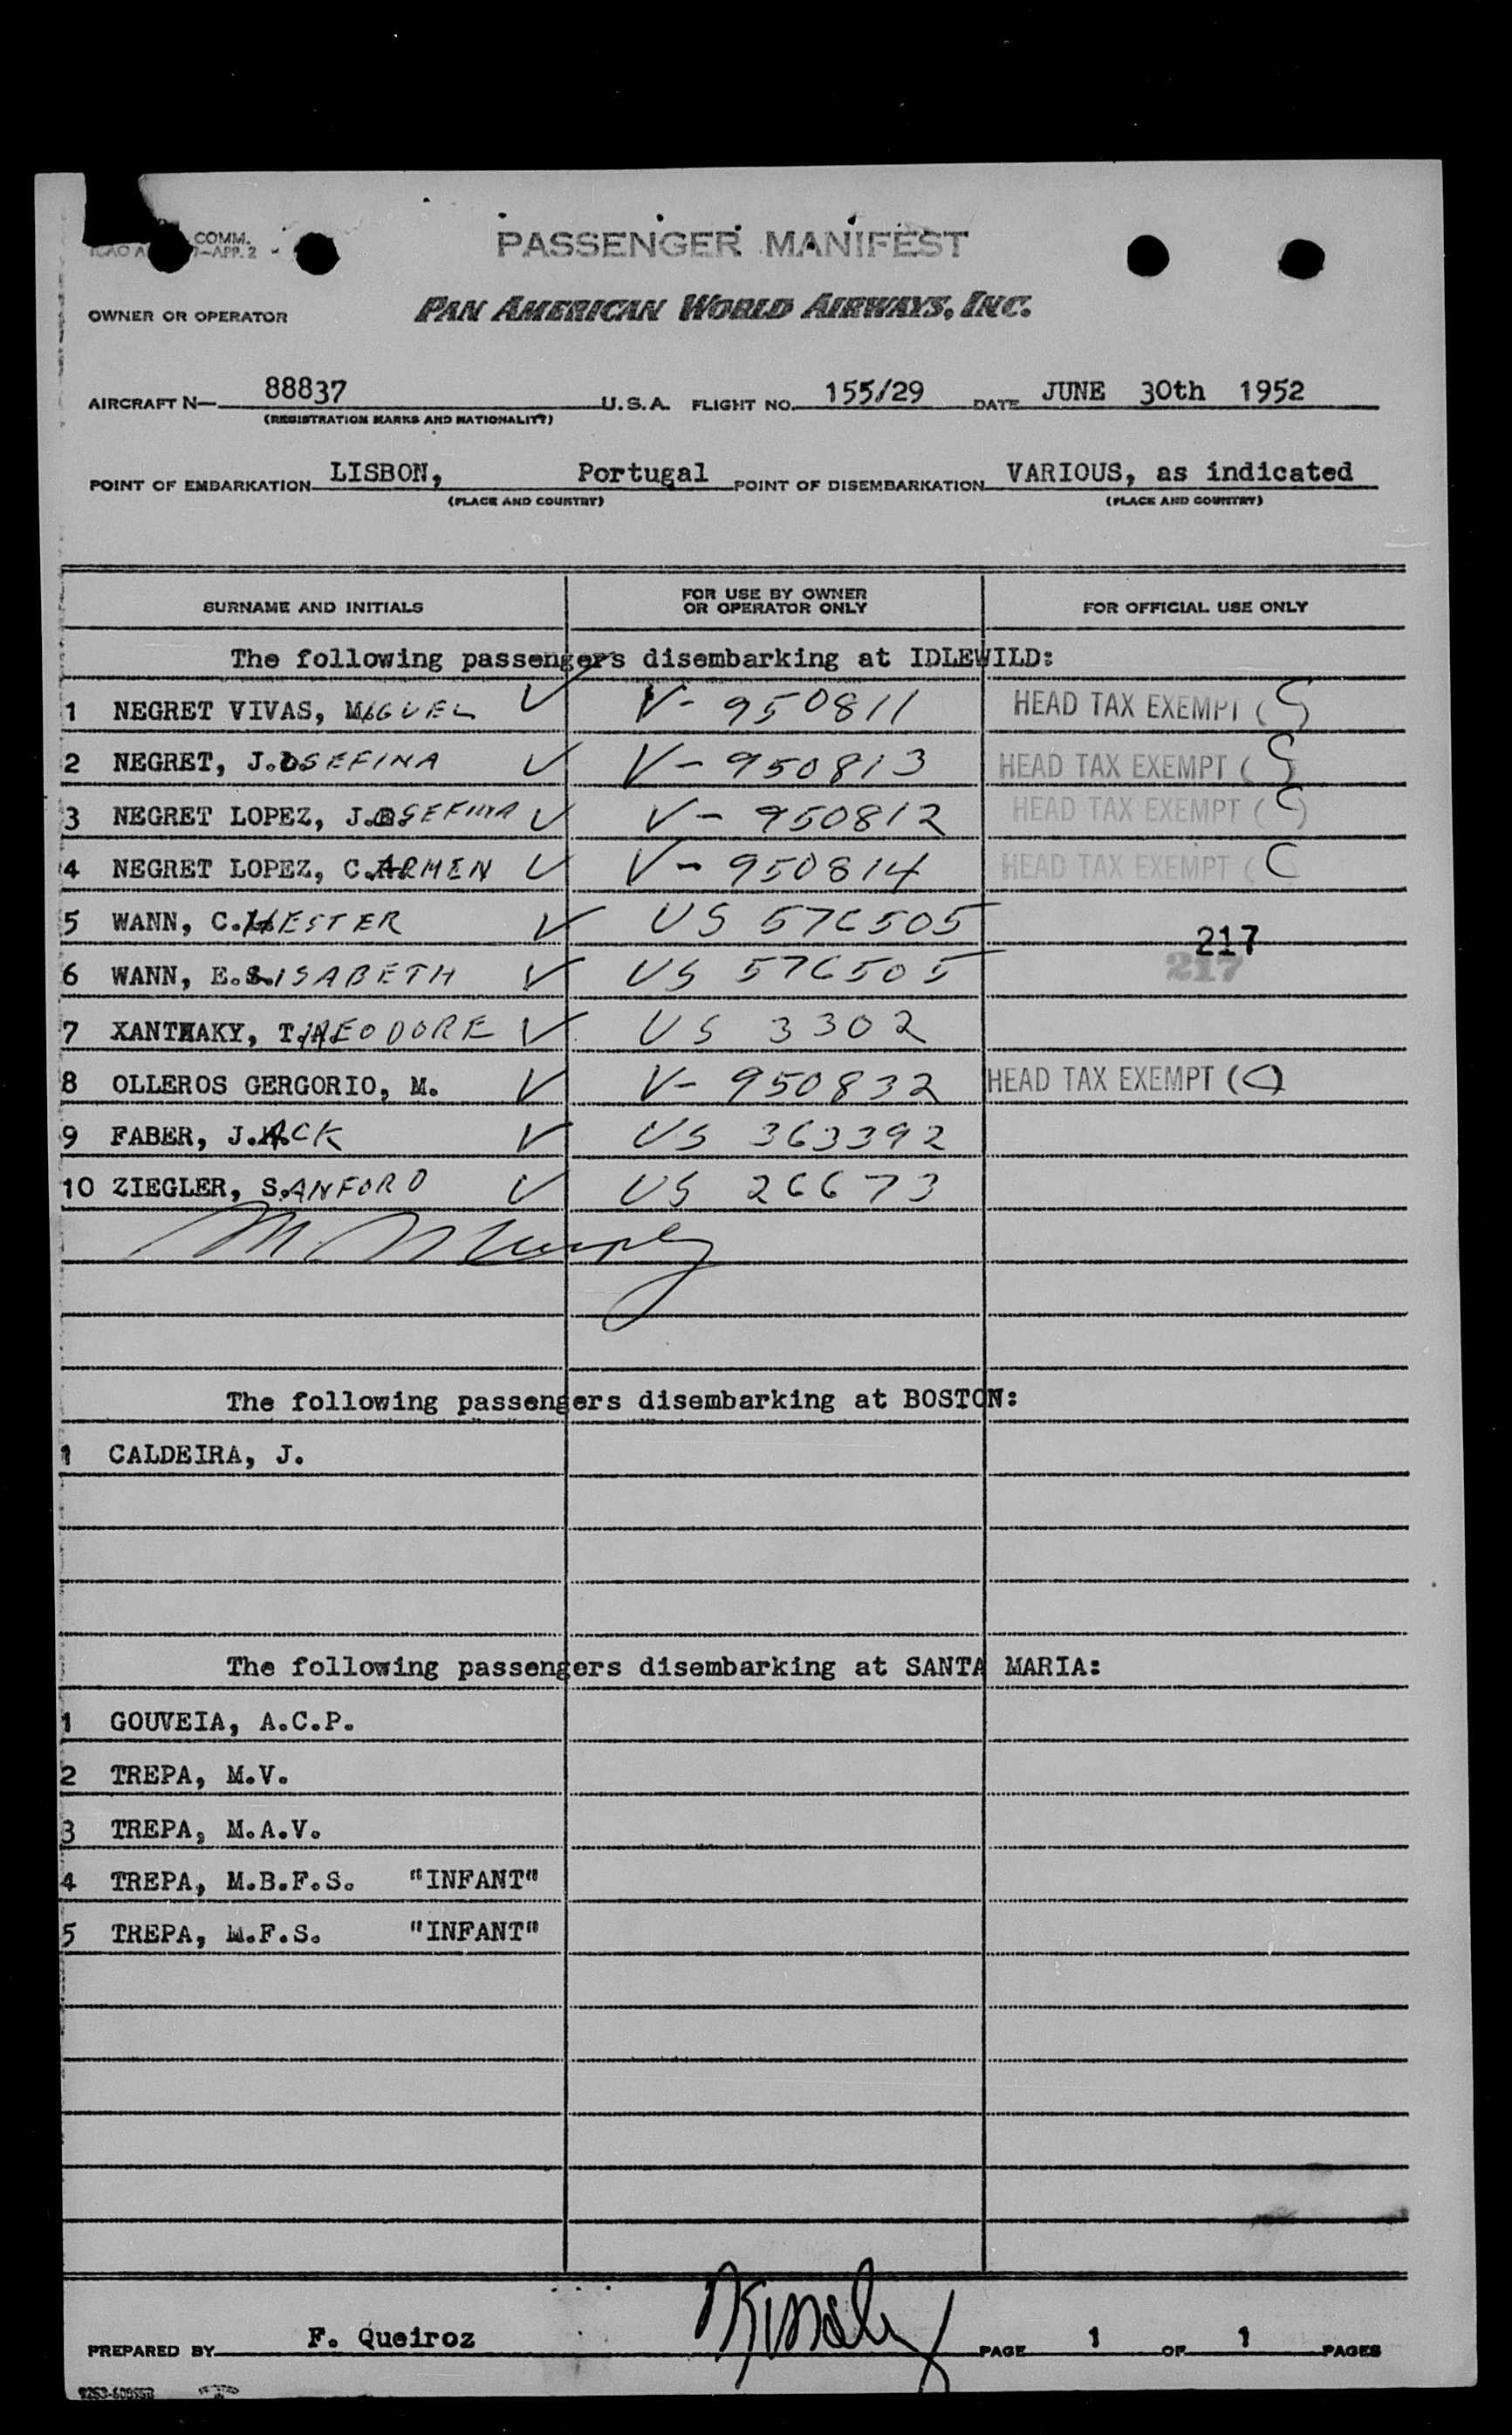 COMM.
PASSENGER MANIFEST
OWNER OR OPERATOR PAN AMERICAN WORLD AIRWAYS, INC.
AIRCRAFT N— 88837 U.S.A. FLIGHT NO. 155/29 DATE JUNE 30th 1952
(REGISTRATION MARKS AND NATIONALITY)
POINT OF EMBARKATION LISBON, Portugal POINT OF DISEMBARKATION VARIOUS, as indicated
(PLACE AND COUNTRY) (PLACE AND COUNTRY)
SURNAME AND INITIALS FOR USE BY OWNER OR OPERATOR ONLY FOR OFFICIAL USE ONLY
The following passengers disembarking at IDLEWILD:
1 NEGRET VIVAS, MIGUEL ✓ V- 950811 HEAD TAX EXEMPT (
2 NEGRET, JOSEFINA ✓ V-950813 HEAD TAX EXEMPT (
3 NEGRET LOPEZ, JOSEFINA ✓ V-950812 HEAD TAX EXEMPT (
4 NEGRET LOPEZ, CARMEN ✓ V-950814 HEAD TAX EXEMPT (
5 WANN, CHESTER ✓ US 576505 217
6 WANN, E.LISABETH ✓ US 576505 217
7 XANTHAKY, THEODORE ✓ US 3302
8 OLLEROS GERGORIO, M. ✓ V- 950832 HEAD TAX EXEMPT (C)
9 FABER, JACK ✓ US 363392
10 ZIEGLER, S.ANFORD ✓ US 26673
M. Murphy
The following passengers disembarking at BOSTON:
1 CALDEIRA, J.
The following passengers disembarking at SANTA MARIA:
1 GOUVEIA, A.C.P.
2 TREPA, M.V.
3 TREPA, M.A.V.
4 TREPA, M.B.F.S. "INFANT"
5 TREPA, M.F.S. "INFANT"
PREPARED BY F. Queiroz PAGE 1 OF 1 PAGES